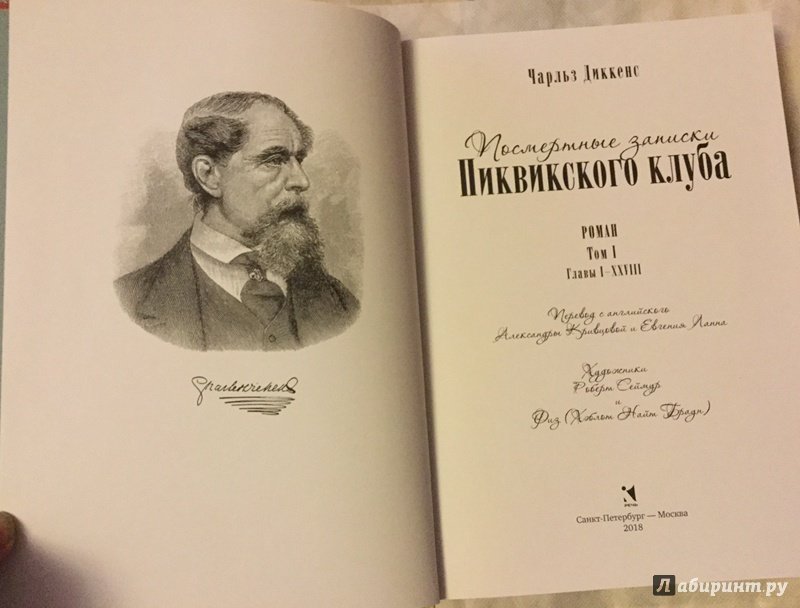 Чарльз Диккенс
Посмертные записки
Пиквикского клуба
Роман
Том I
Главы I–XXVIII
Перевод с английского
Александры Кривцовой и Евгения Ланна
Художники
Роберт Сеймур
и
Физ (Хэблот Найт Браун)
речь
Санкт-Петербург — Москва
2018
Лабиринт.ру